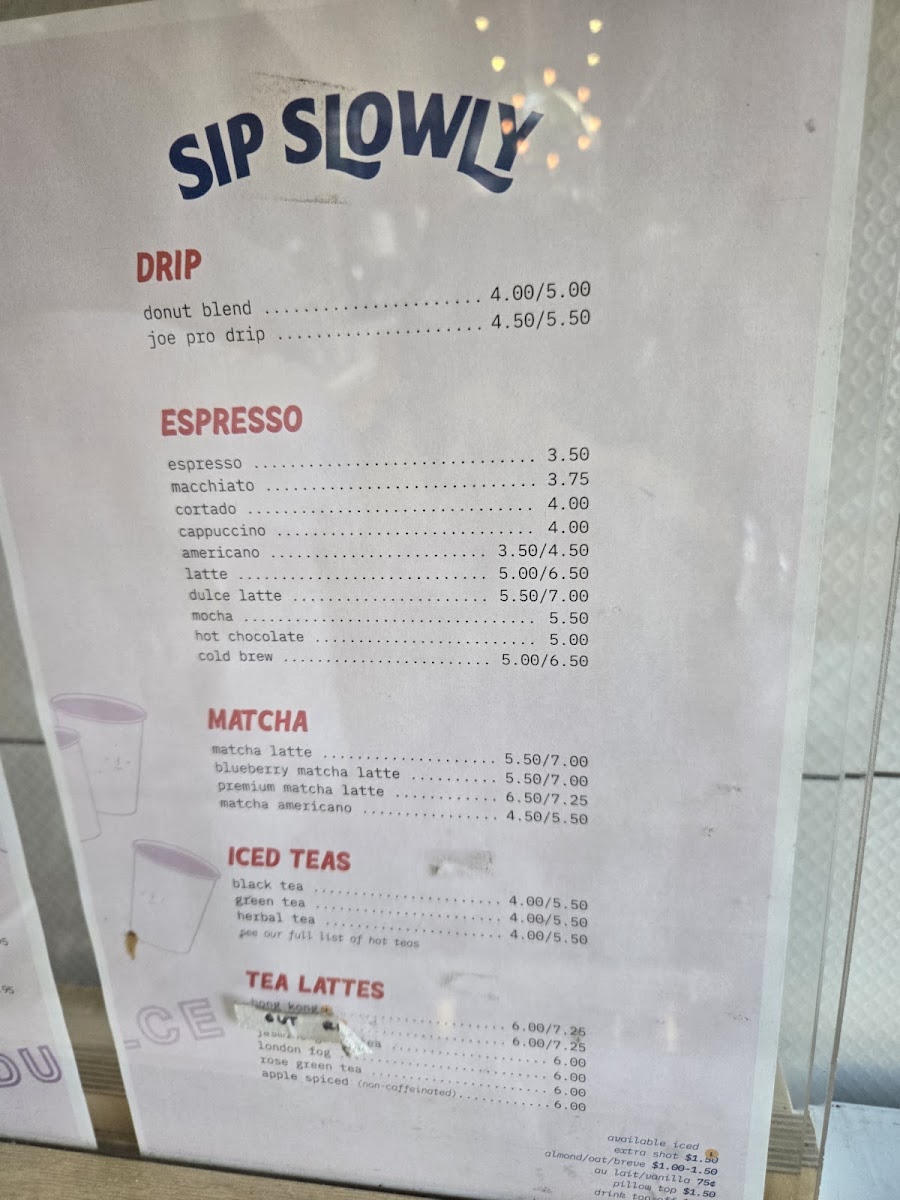 SIP SLOWLY
DRIP
donut blend ........................ 4.00/5.00
joe pro drip ...................... 4.50/5.50
ESPRESSO
espresso ............................... 3.50
macchiato .............................. 3.75
cortado ................................ 4.00
cappuccino ............................. 4.00
americano ........................ 3.50/4.50
latte ............................ 5.00/6.50
dulce latte ...................... 5.50/7.00
mocha .................................. 5.50
hot chocolate .......................... 5.00
cold brew ........................ 5.00/6.50
MATCHA
matcha latte ..................... 5.50/7.00
blueberry matcha latte .......... 5.50/7.00
premium matcha latte ............ 6.50/7.25
matcha americano ................ 4.50/5.50
ICED TEAS
black tea ........................ 4.00/5.50
green tea ........................ 4.00/5.50
herbal tea ....................... 4.00/5.50
see our full list of hot teas
TEA LATTES
hong kong ................... 6.00/7.25
OUT
................... 6.00/7.25
................... 6.00
london fog ................... 6.00
rose green tea ................... 6.00
apple spiced (non-caffeinated) ............ 6.00
available iced
extra shot $1.50
almond/oat/breve $1.00-1.50
au lait/vanilla 75¢
pillow top $1.50
drink
DU
LCE
95